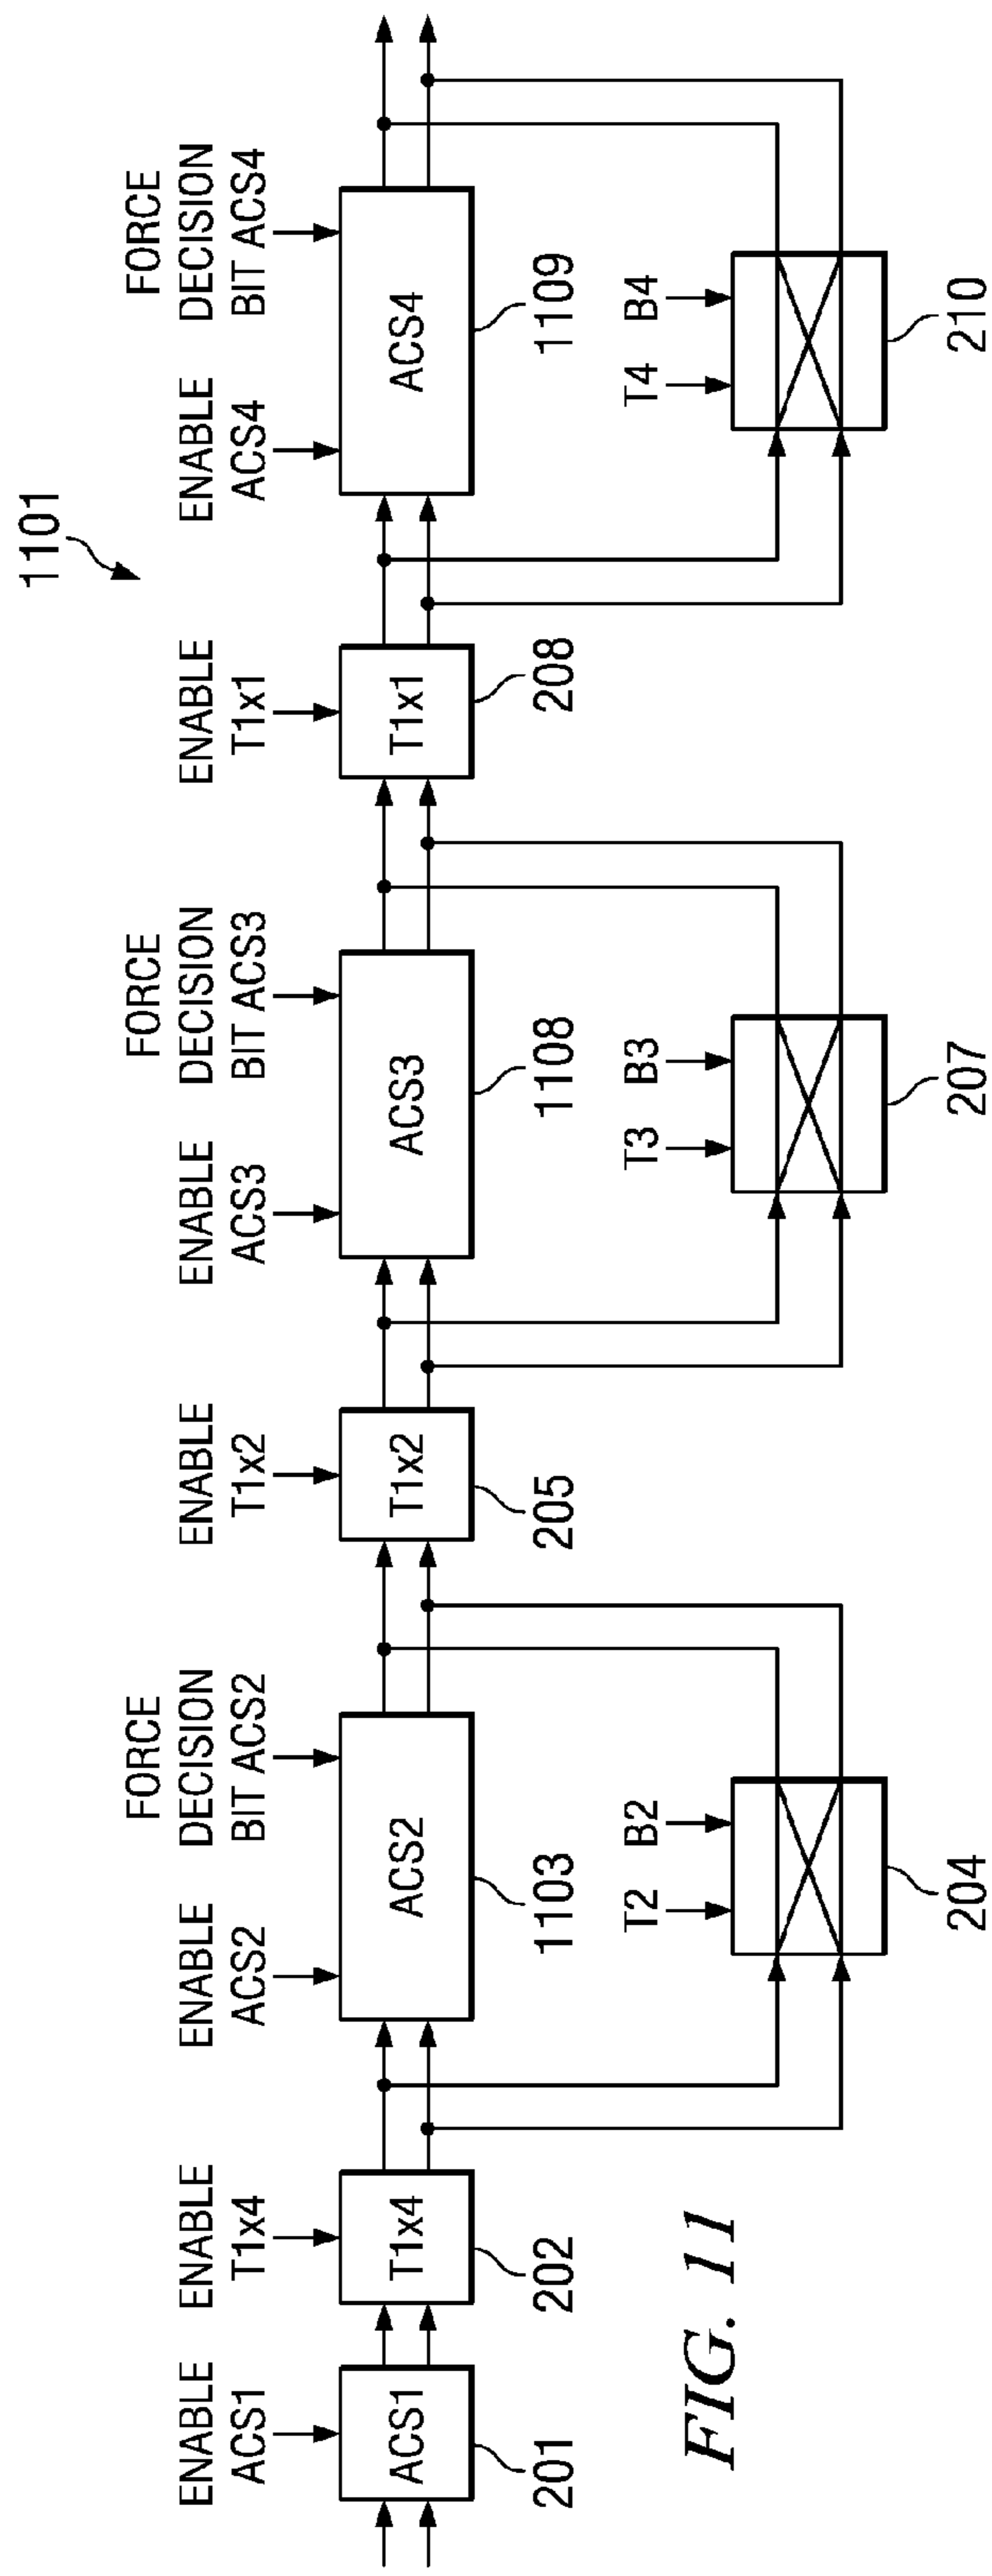 1101
ENABLE
ACS1
ACS1
201
ENABLE
T1x4
T1x4
202
ENABLE
ACS2
FORCE
DECISION
BIT ACS2
ACS2
1103
T2
B2
204
ENABLE
T1x2
T1x2
205
ENABLE
ACS3
FORCE
DECISION
BIT ACS3
ACS3
1108
T3
B3
207
ENABLE
T1x1
T1x1
208
ENABLE
ACS4
FORCE
DECISION
BIT ACS4
ACS4
1109
T4
B4
210
FIG. 11